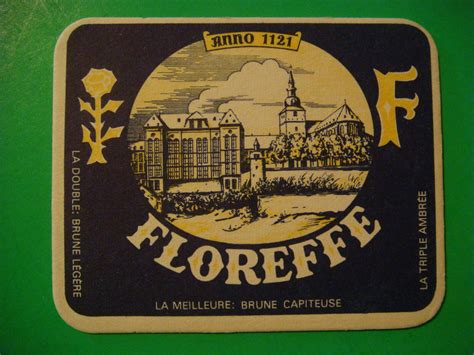 ANNO 1121
F
FLOREFFE
LA DOUBLE: BRUNE LÉGÈRE
LA MEILLEURE: BRUNE CAPITEUSE
LA TRIPLE AMBRÉE